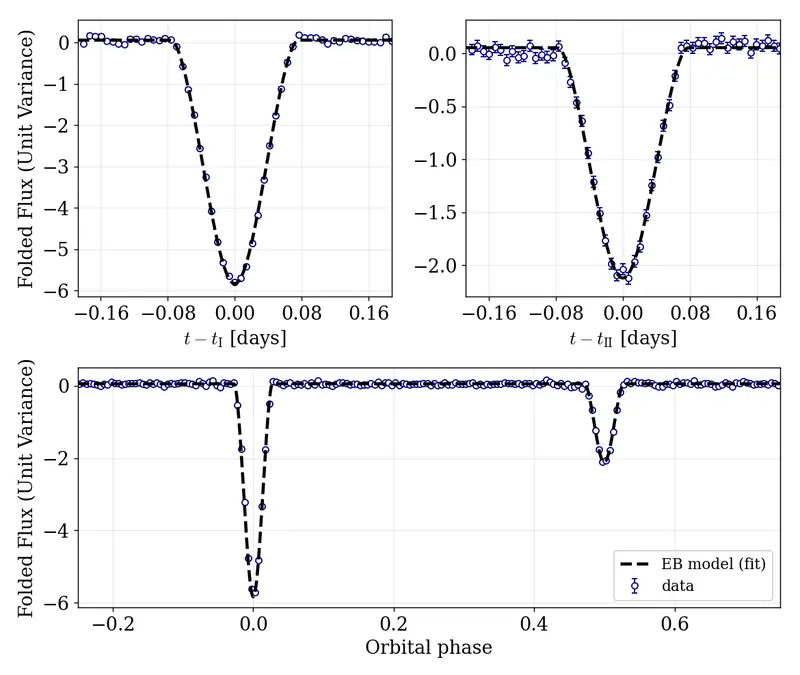 Folded Flux (Unit Variance)
0
−1
−2
−3
−4
−5
−6
−0.16 −0.08 0.00 0.08 0.16
t − tI [days]
0.0
−0.5
−1.0
−1.5
−2.0
−0.16 −0.08 0.00 0.08 0.16
t − tII [days]
Folded Flux (Unit Variance)
0
−2
−4
−6
−0.2 0.0 0.2 0.4 0.6
Orbital phase
EB model (fit)
data